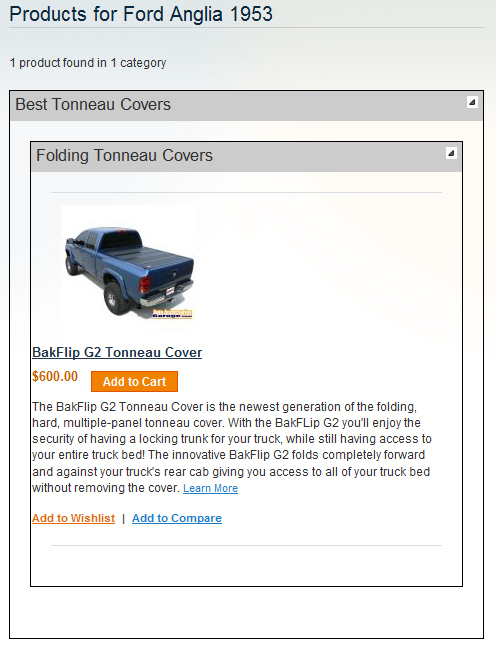 Products for Ford Anglia 1953
1 product found in 1 category
Best Tonneau Covers
Folding Tonneau Covers
BakFlip G2 Tonneau Cover
$600.00 Add to Cart
The BakFlip G2 Tonneau Cover is the newest generation of the folding,
hard, multiple-panel tonneau cover. With the BakFLip G2 you'll enjoy the
security of having a locking trunk for your truck, while still having access to
your entire truck bed! The innovative BakFlip G2 folds completely forward
and against your truck's rear cab giving you access to all of your truck bed
without removing the cover. Learn More
Add to Wishlist | Add to Compare